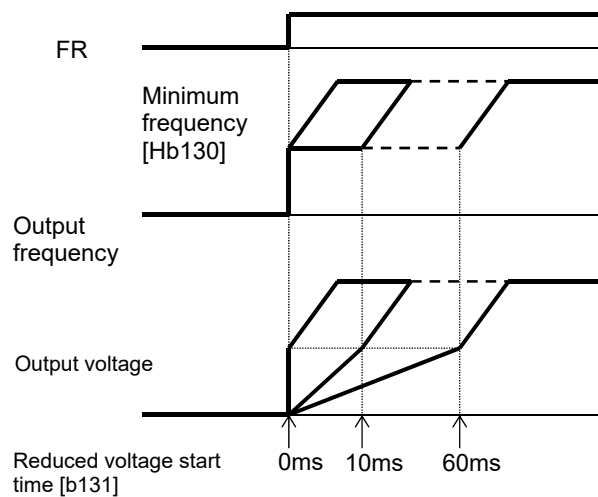 FR
Minimum
frequency
[Hb130]
Output
frequency
Output voltage
Reduced voltage start
time [b131]
0ms
10ms
60ms